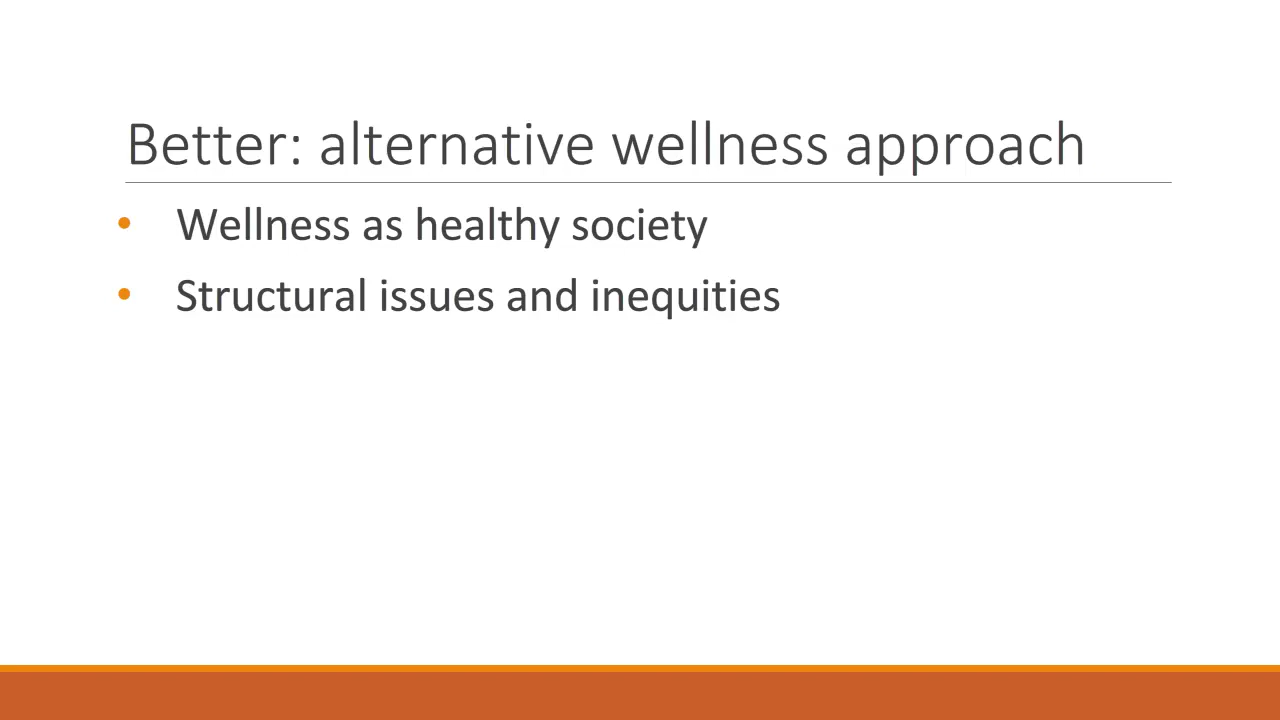 Better: alternative wellness approach
• Wellness as healthy society
• Structural issues and inequities